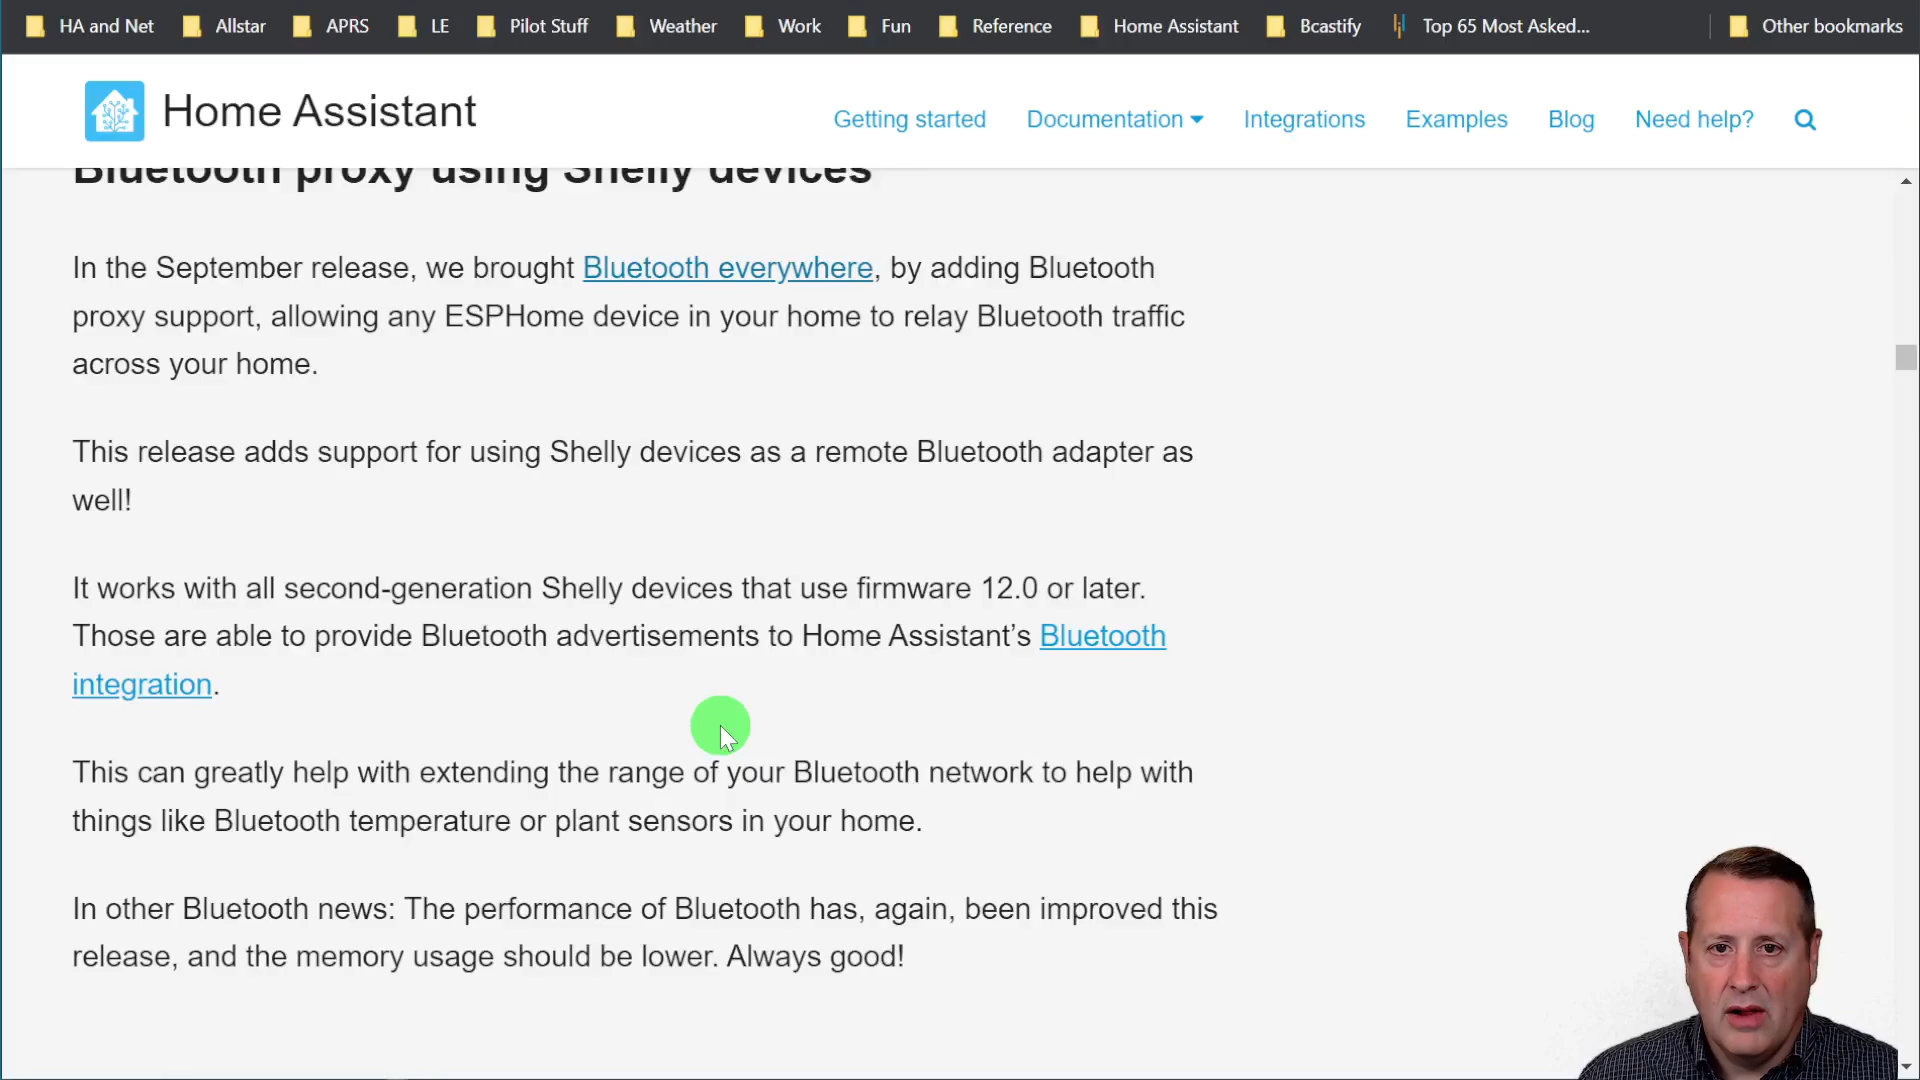 HA and Net Allstar APRS LE Pilot Stuff Weather Work Fun Reference Home Assistant Bcastify Top 65 Most Asked... Other bookmarks
Home Assistant
Getting started Documentation Integrations Examples Blog Need help?
Bluetooth proxy using Shelly devices
In the September release, we brought Bluetooth everywhere, by adding Bluetooth
proxy support, allowing any ESPHome device in your home to relay Bluetooth traffic
across your home.
This release adds support for using Shelly devices as a remote Bluetooth adapter as
well!
It works with all second-generation Shelly devices that use firmware 12.0 or later.
Those are able to provide Bluetooth advertisements to Home Assistant’s Bluetooth
integration.
This can greatly help with extending the range of your Bluetooth network to help with
things like Bluetooth temperature or plant sensors in your home.
In other Bluetooth news: The performance of Bluetooth has, again, been improved this
release, and the memory usage should be lower. Always good!